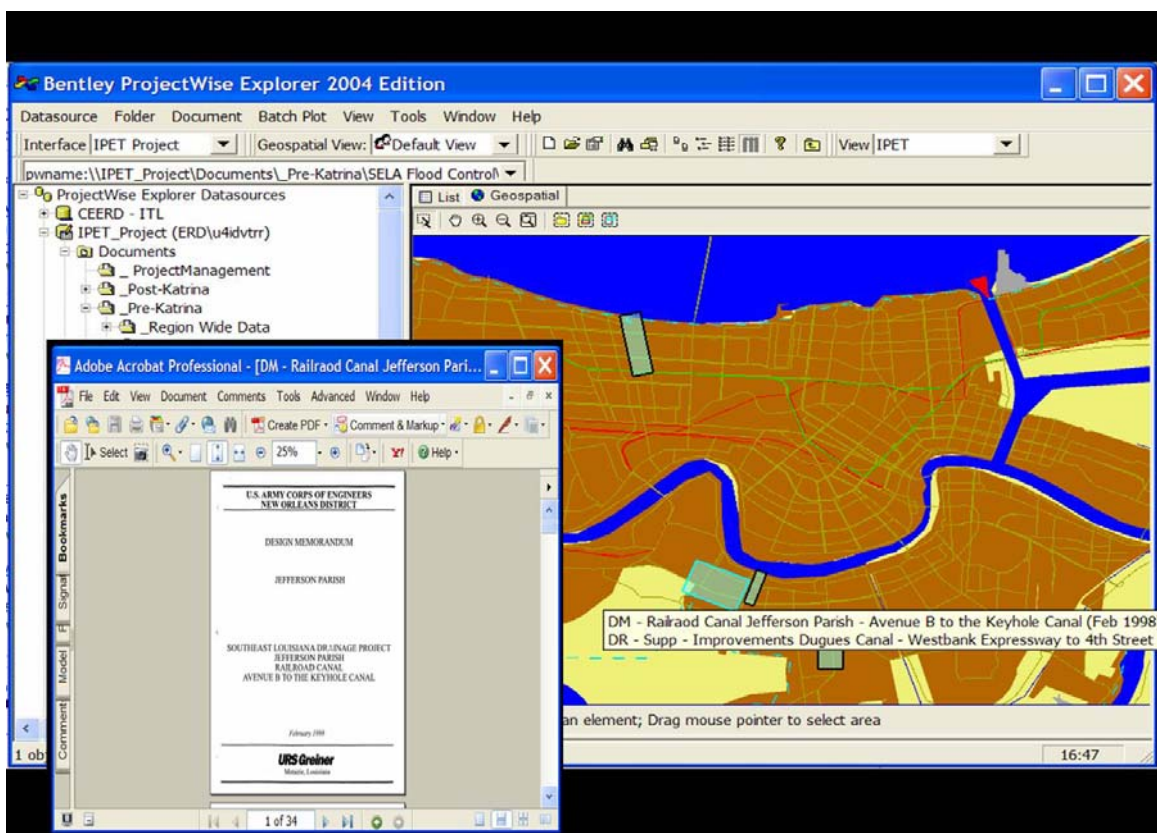 Bentley ProjectWise Explorer 2004 Edition
Datasource Folder Document Batch Plot View Tools Window Help
Interface IPET Project Geospatial View: Default View View IPET
pwname:\\IPET_Project\Documents\_Pre-Katrina\SELA Flood Control\
ProjectWise Explorer Datasources
CEERD - ITL
IPET_Project (ERD\u4idvtrr)
Documents
_ ProjectManagement
_Post-Katrina
_Pre-Katrina
_Region Wide Data
List Geospatial
Adobe Acrobat Professional - [DM - Railraod Canal Jefferson Pari...
File Edit View Document Comments Tools Advanced Window Help
Create PDF Comment & Markup
Select 25% Y! Help
Bookmarks
Signat
F
Model
Comment
U.S. ARMY CORPS OF ENGINEERS
NEW ORLEANS DISTRICT
DESIGN MEMORANDUM
JEFFERSON PARISH
SOUTHEAST LOUISIANA DRAINAGE PROJECT
JEFFERSON PARISH
RAILROAD CANAL
AVENUE B TO THE KEYHOLE CANAL
February 1998
URS Greiner
Metairie, Louisiana
1 of 34
DM - Railraod Canal Jefferson Parish - Avenue B to the Keyhole Canal (Feb 1998
DR - Supp - Improvements Dugues Canal - Westbank Expressway to 4th Street
an element; Drag mouse pointer to select area
1 ob
16:47